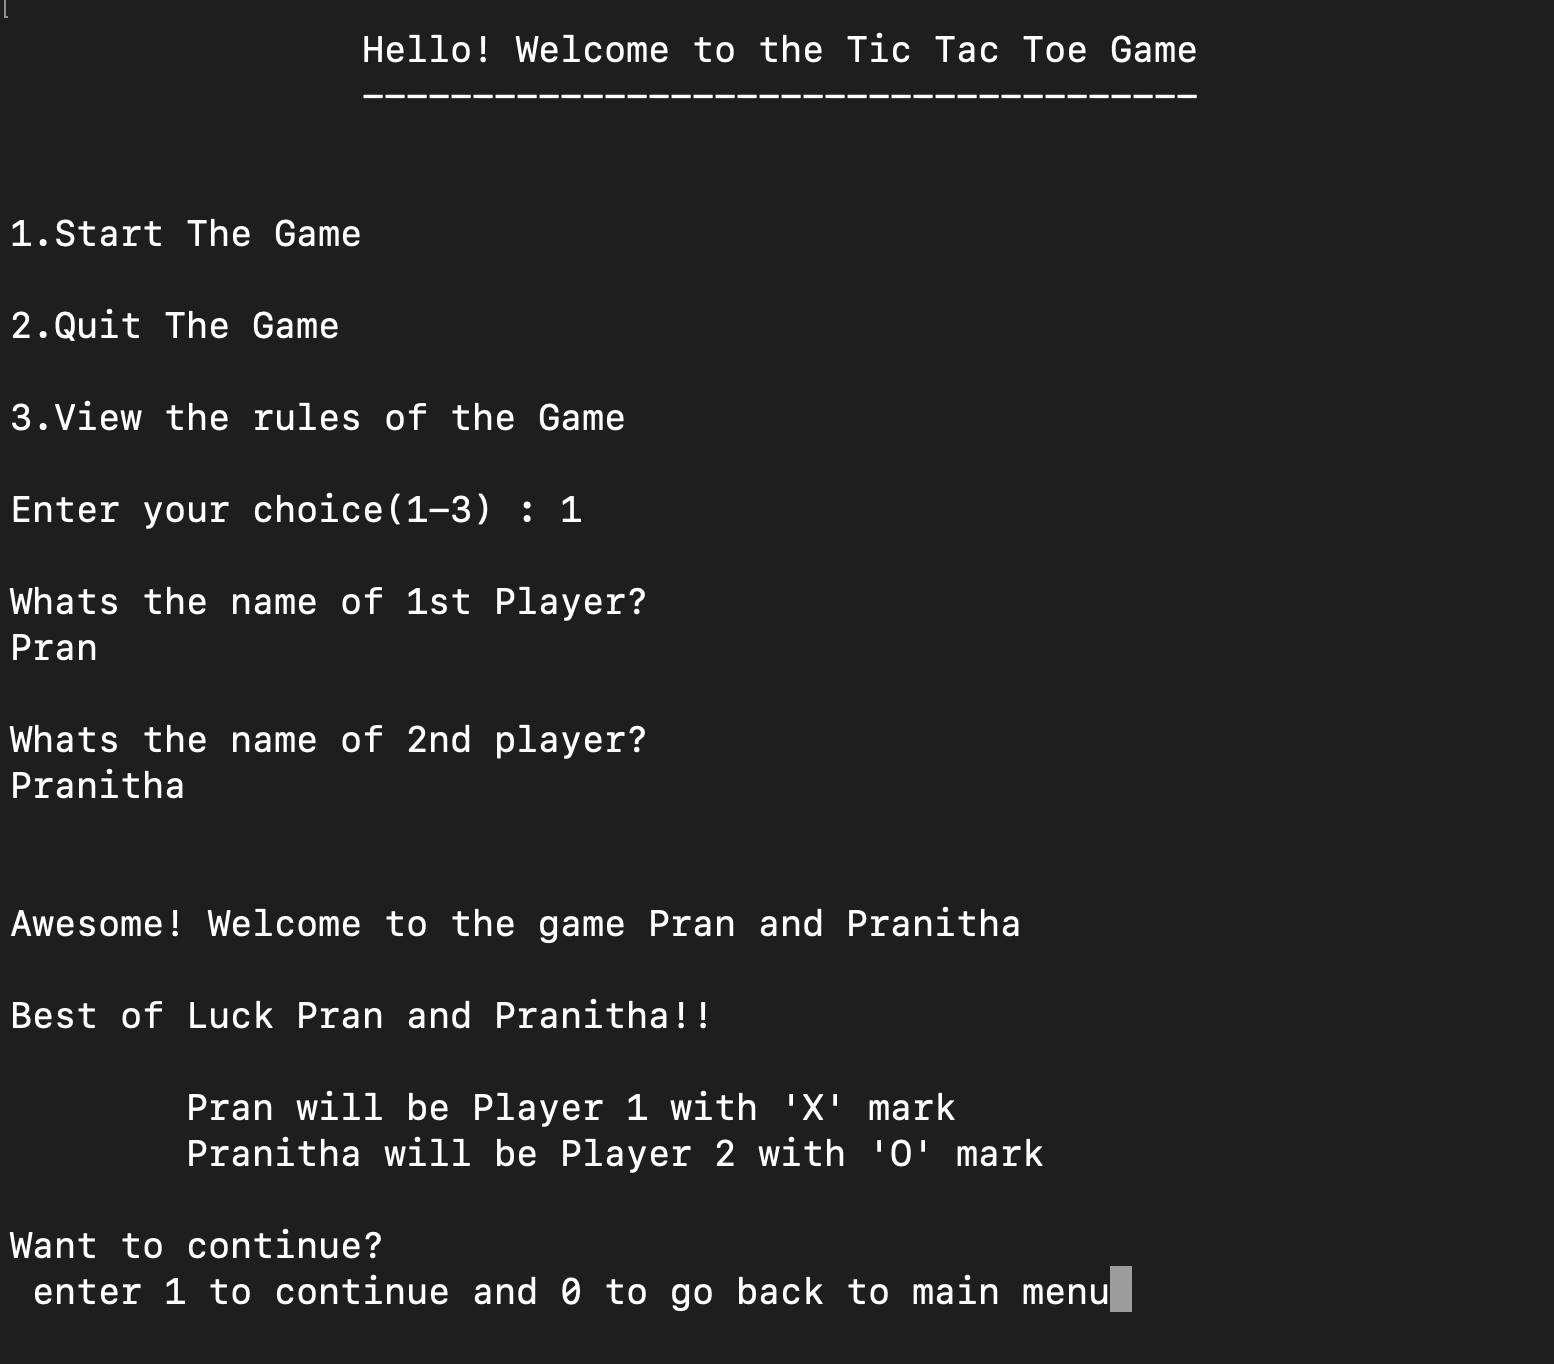 Hello! Welcome to the Tic Tac Toe Game
--------------------------------------
1.Start The Game
2.Quit The Game
3.View the rules of the Game
Enter your choice(1-3) : 1
Whats the name of 1st Player?
Pran
Whats the name of 2nd player?
Pranitha
Awesome! Welcome to the game Pran and Pranitha
Best of Luck Pran and Pranitha!!
Pran will be Player 1 with 'X' mark
Pranitha will be Player 2 with 'O' mark
Want to continue?
enter 1 to continue and 0 to go back to main menu